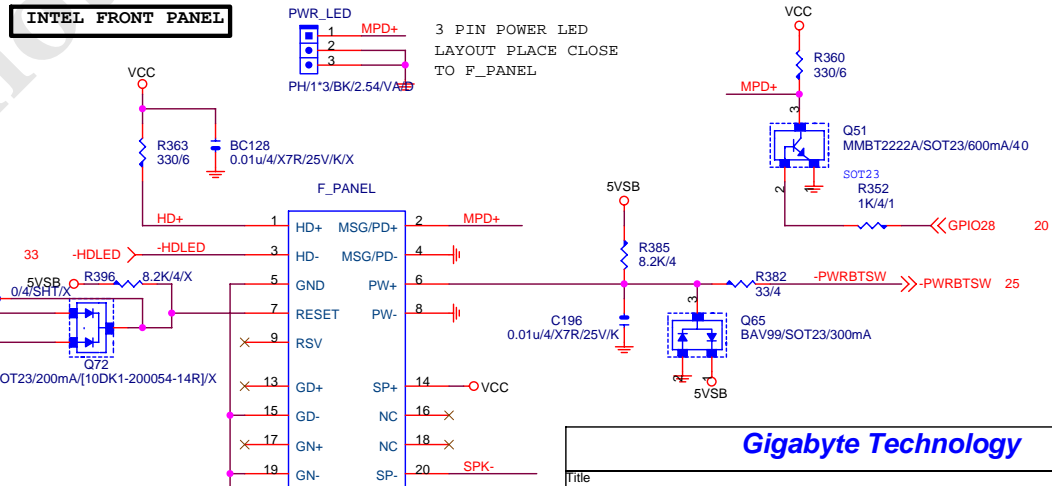 INTEL FRONT PANEL
PWR_LED
1
2
3
MPD+
PH/1*3/BK/2.54/VA/D
3 PIN POWER LED
LAYOUT PLACE CLOSE
TO F_PANEL
VCC
R360
330/6
MPD+
3
Q51
MMBT2222A/SOT23/600mA/40
SOT23
2
1
R352
1K/4/1
GPIO28 20
VCC
R363
330/6
BC128
0.01u/4/X7R/25V/K/X
F_PANEL
HD+ 1 HD+ MSG/PD+ 2 MPD+
33 -HDLED -HDLED 3 HD- MSG/PD- 4
5 GND PW+ 6
7 RESET PW- 8
9 RSV
13 GD+ SP+ 14 VCC
15 GD- NC 16
17 GN+ NC 18
19 GN- SP- 20 SPK-
5VSB R396 8.2K/4/X
0/4/SHT/X
Q72
OT23/200mA/[10DK1-200054-14R]/X
5VSB
R385
8.2K/4
R382
33/4
-PWRBTSW
-PWRBTSW 25
C196
0.01u/4/X7R/25V/K
3
Q65
BAV99/SOT23/300mA
2
1
5VSB
Gigabyte Technology
Title